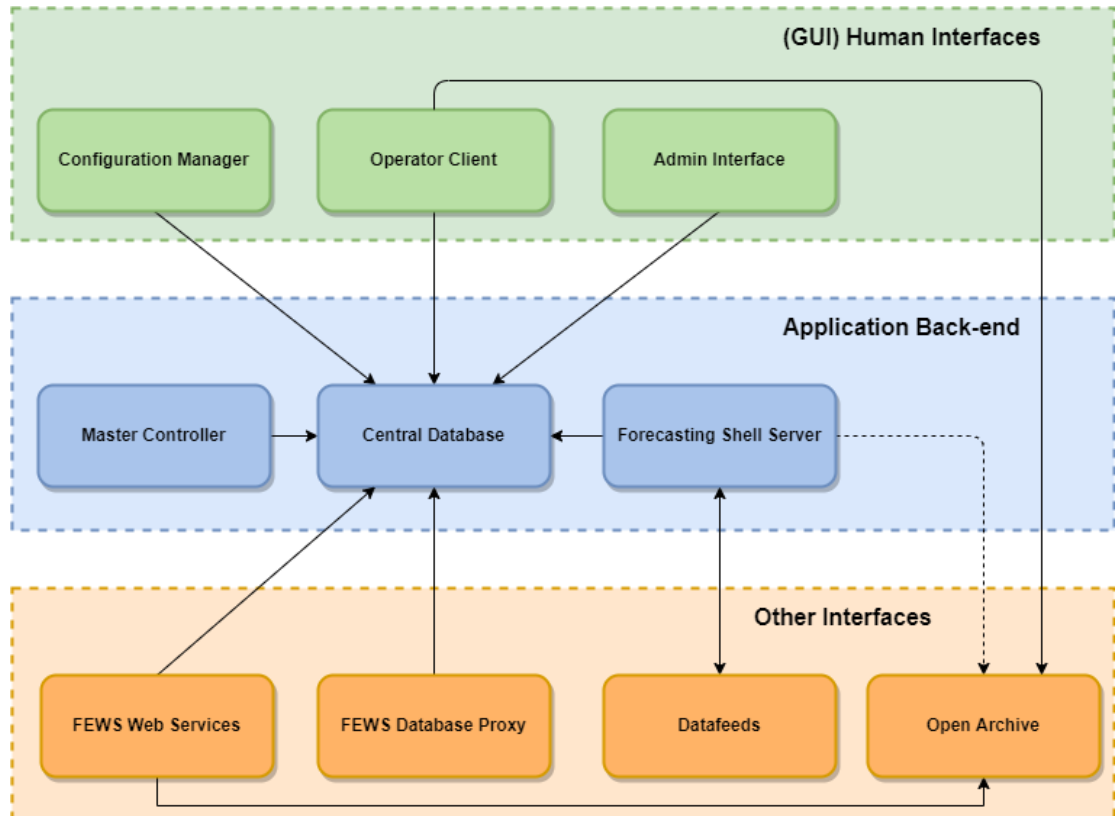 (GUI) Human Interfaces
Configuration Manager
Operator Client
Admin Interface
Application Back-end
Master Controller
Central Database
Forecasting Shell Server
Other Interfaces
FEWS Web Services
FEWS Database Proxy
Datafeeds
Open Archive